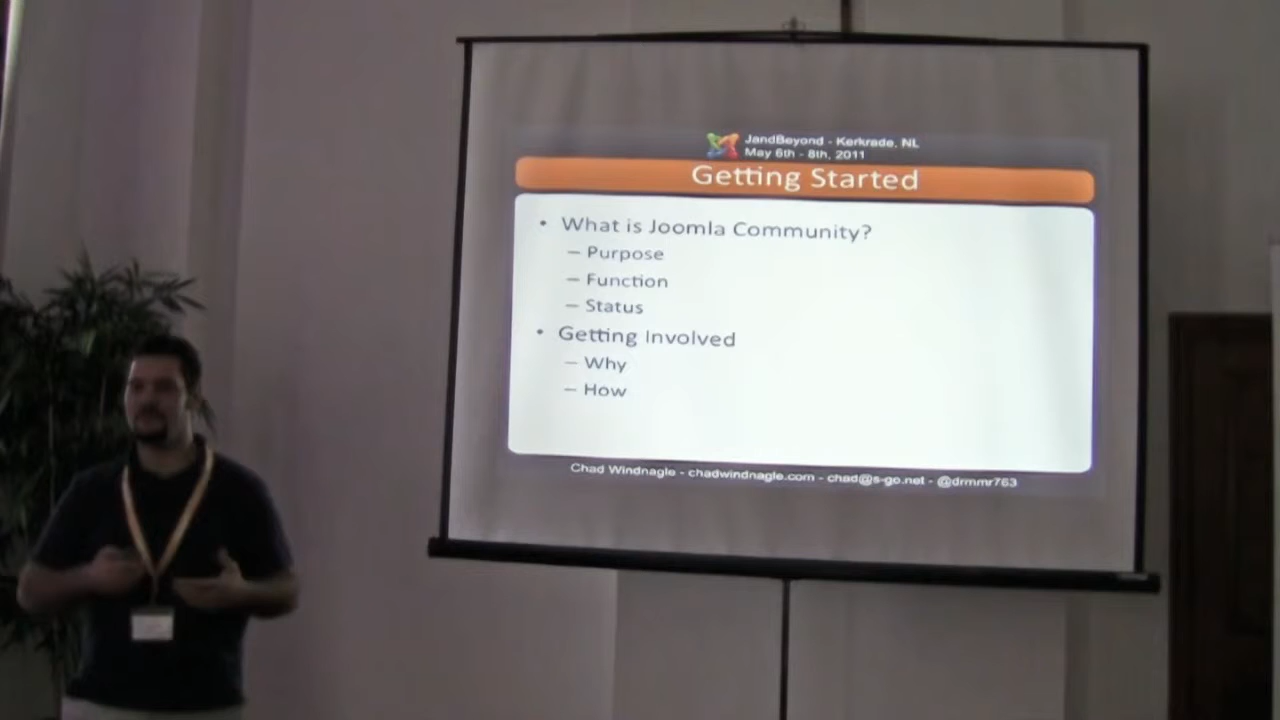 JandBeyond - Kerkrade, NL
May 6th - 8th, 2011
Getting Started
• What is Joomla Community?
– Purpose
– Function
– Status
• Getting Involved
– Why
– How
Chad Windnagle - chadwindnagle.com - chad@s-go.net - @drmmr763